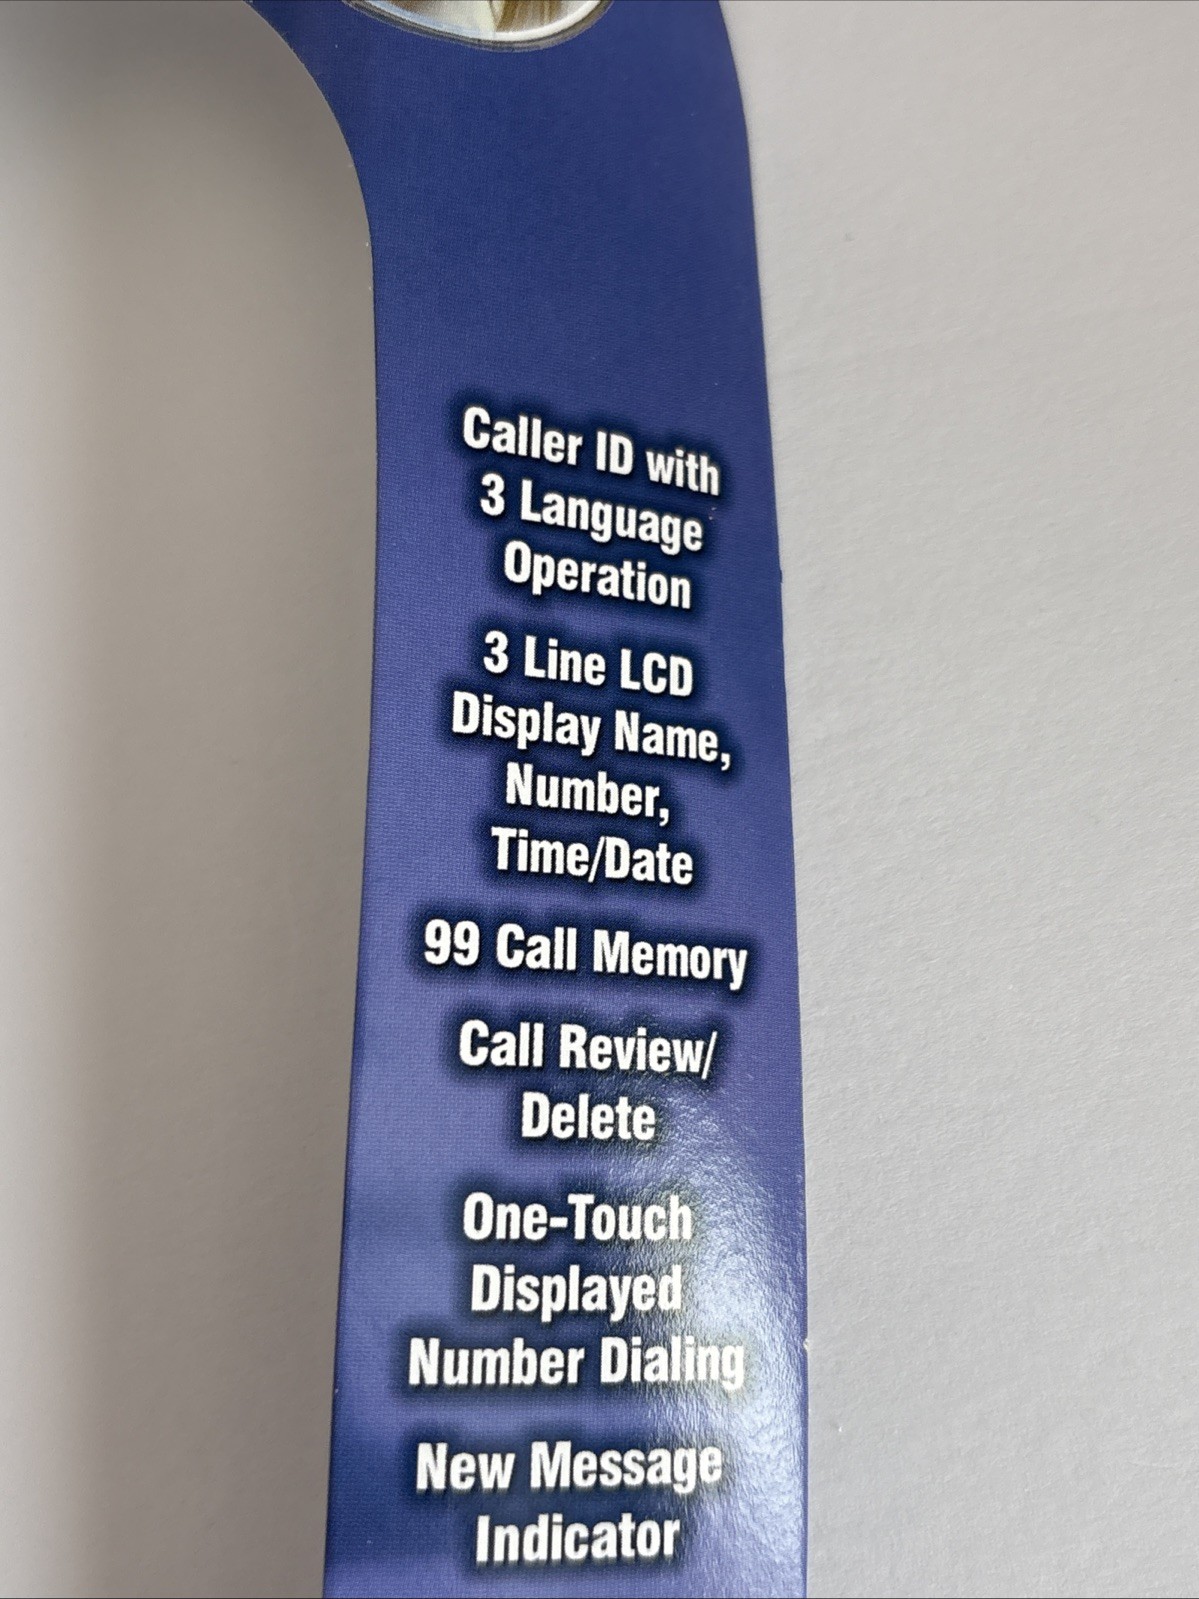 Caller ID with
3 Language
Operation
3 Line LCD
Display Name,
Number,
Time/Date
99 Call Memory
Call Review/
Delete
One-Touch
Displayed
Number Dialing
New Message
Indicator